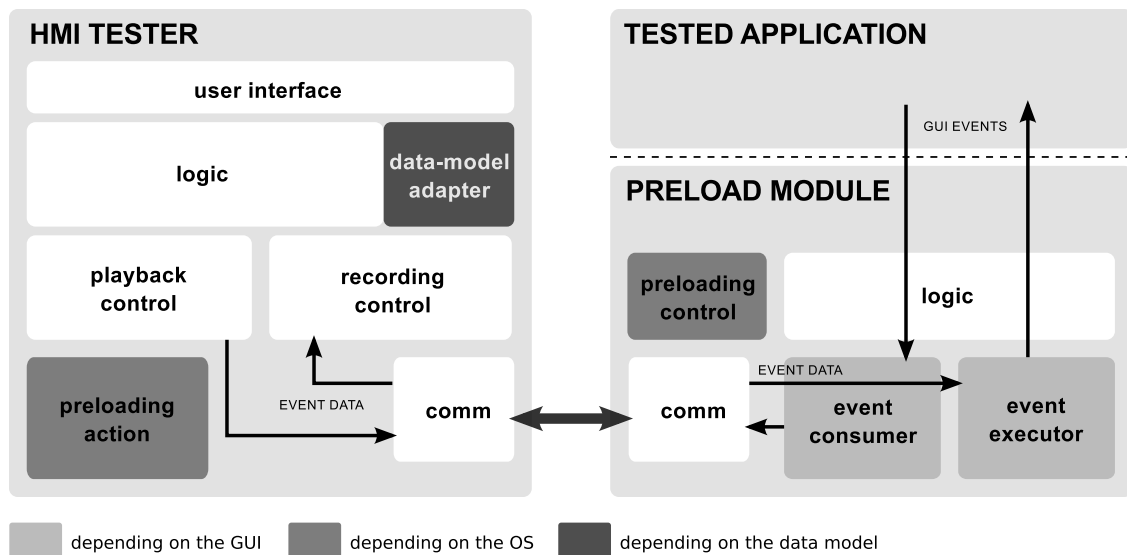 HMI TESTER
user interface
logic
data-model
adapter
playback
control
recording
control
preloading
action
EVENT DATA
comm
TESTED APPLICATION
GUI EVENTS
PRELOAD MODULE
preloading
control
logic
comm
EVENT DATA
event
consumer
event
executor
depending on the GUI
depending on the OS
depending on the data model